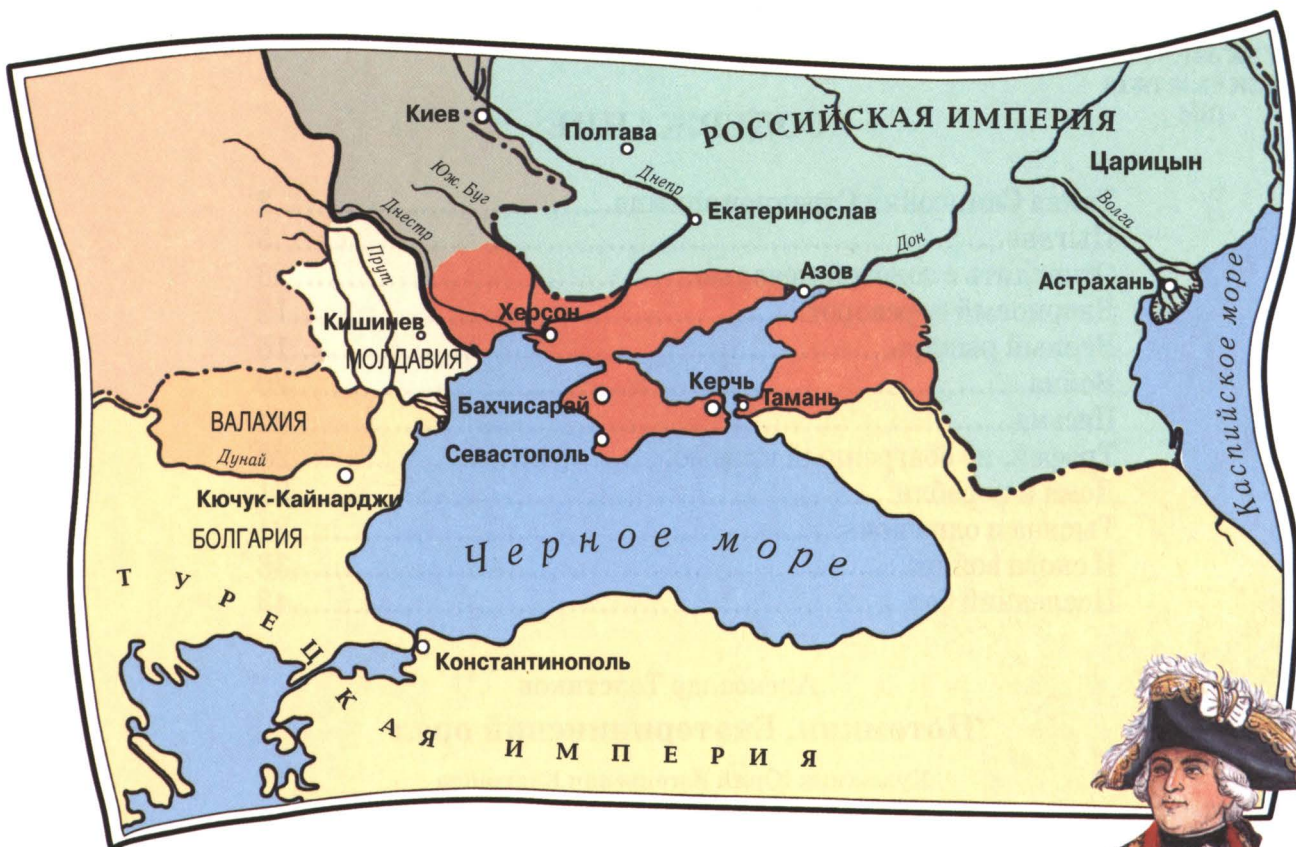 Киев
Полтава
РОССИЙСКАЯ ИМПЕРИЯ
Царицын
Юж. Буг
Днепр
Днестр
Екатеринослав
Волга
Прут
Дон
Азов
Астрахань
Каспийское море
Кишинев
Херсон
МОЛДАВИЯ
Керчь
Бахчисарай
Тамань
ВАЛАХИЯ
Севастополь
Дунай
Кючук-Кайнарджи
БОЛГАРИЯ
Черное море
ТУРЕЦКАЯ ИМПЕРИЯ
Константинополь